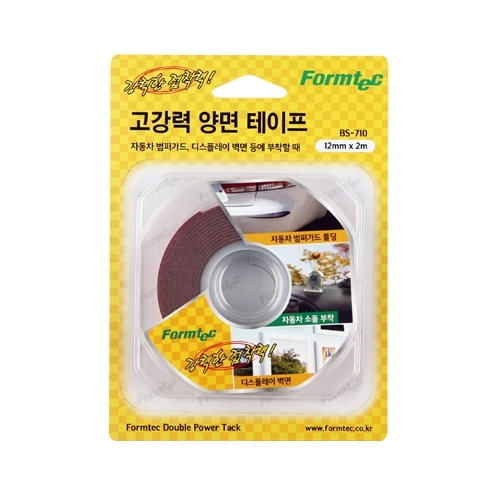 강력한 접착력!
Formtec
고강력 양면 테이프
BS-710
자동차 범퍼가드, 디스플레이 벽면 등에 부착할 때
12mm x 2m
자동차 범퍼가드 몰딩
자동차 소품 부착
Formtec
강력한 접착력!
디스플레이 벽면
Formtec Double Power Tack
www.formtec.co.kr